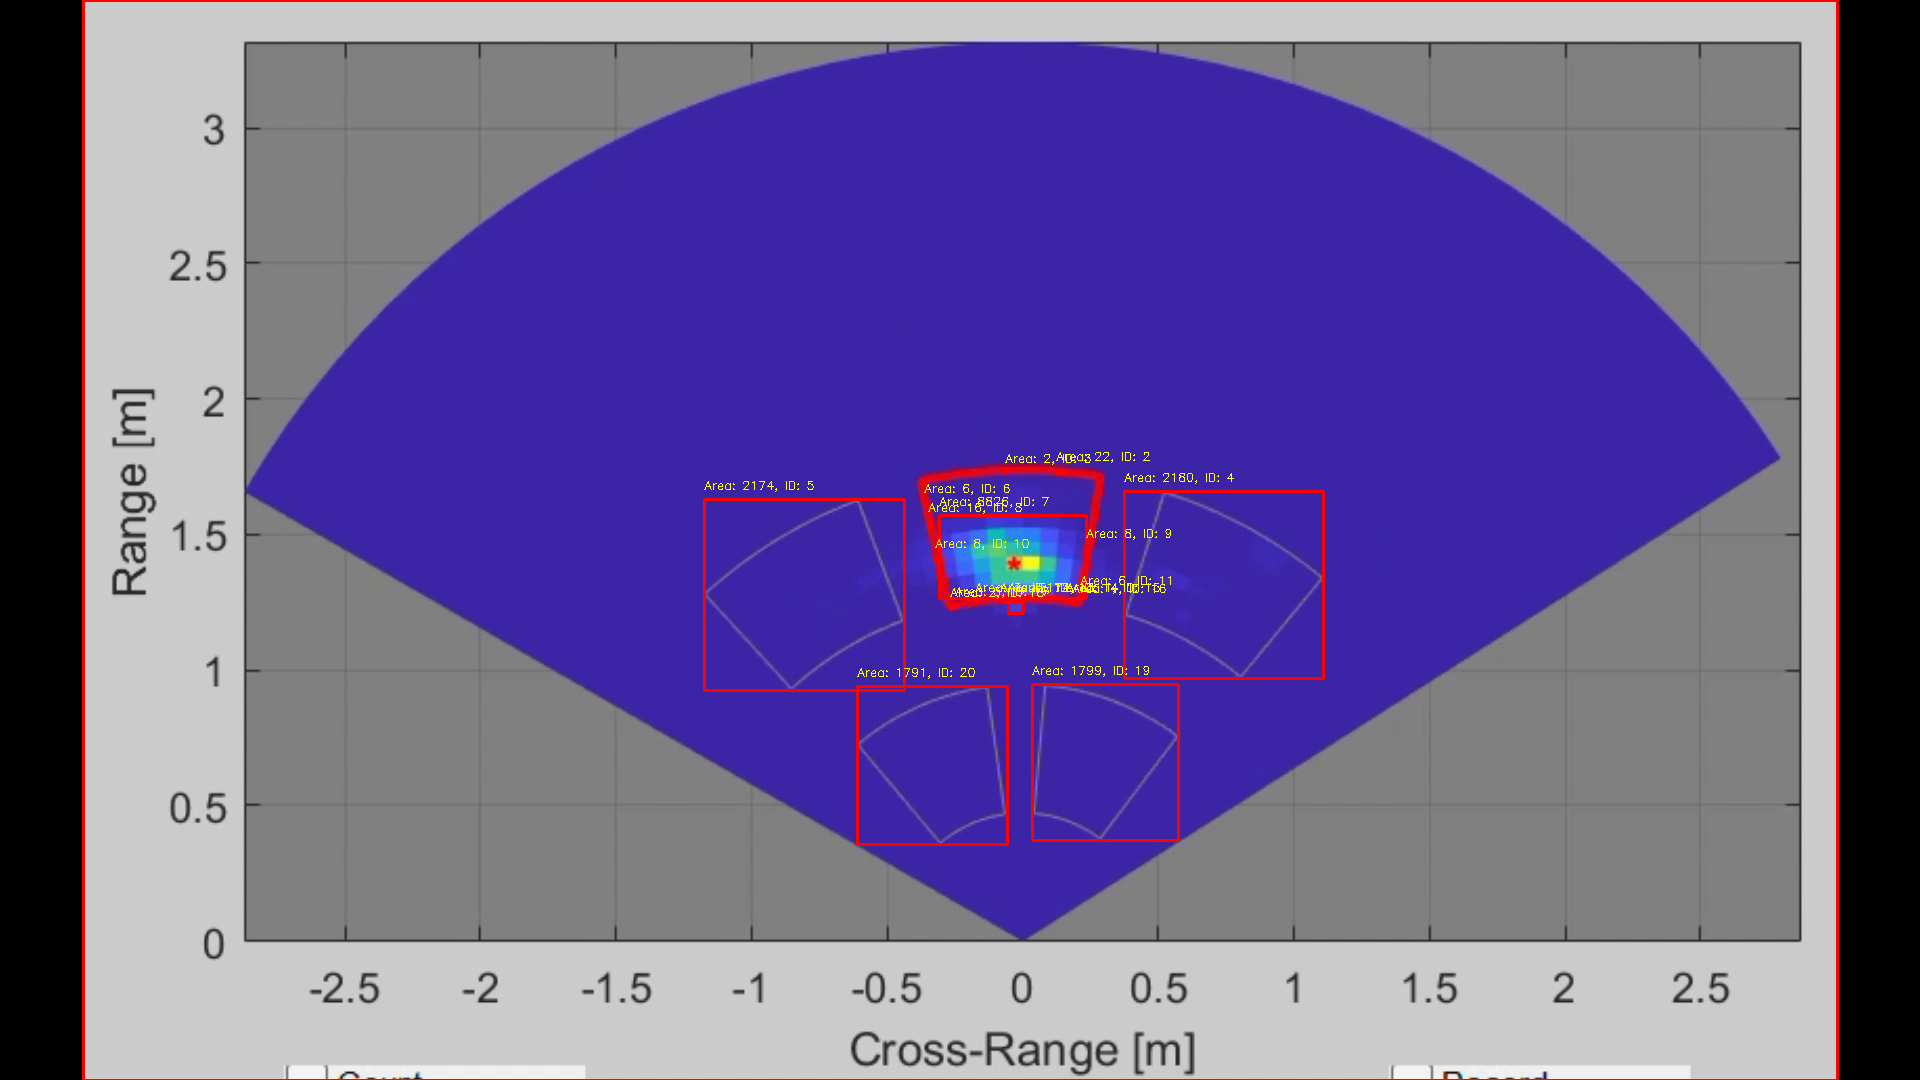 3
2.5
2
1.5
1
0.5
0
Range [m]
-2.5 -2 -1.5 -1 -0.5 0 0.5 1 1.5 2 2.5
Cross-Range [m]
Area: 22, ID: 2
Area: 2, ID: 3
Area: 2180, ID: 4
Area: 2174, ID: 5
Area: 6, ID: 6
Area: 8826, ID: 7
Area: 16, ID: 8
Area: 8, ID: 9
Area: 8, ID: 10
Area: 6, ID: 11
Area: 1799, ID: 19
Area: 1791, ID: 20